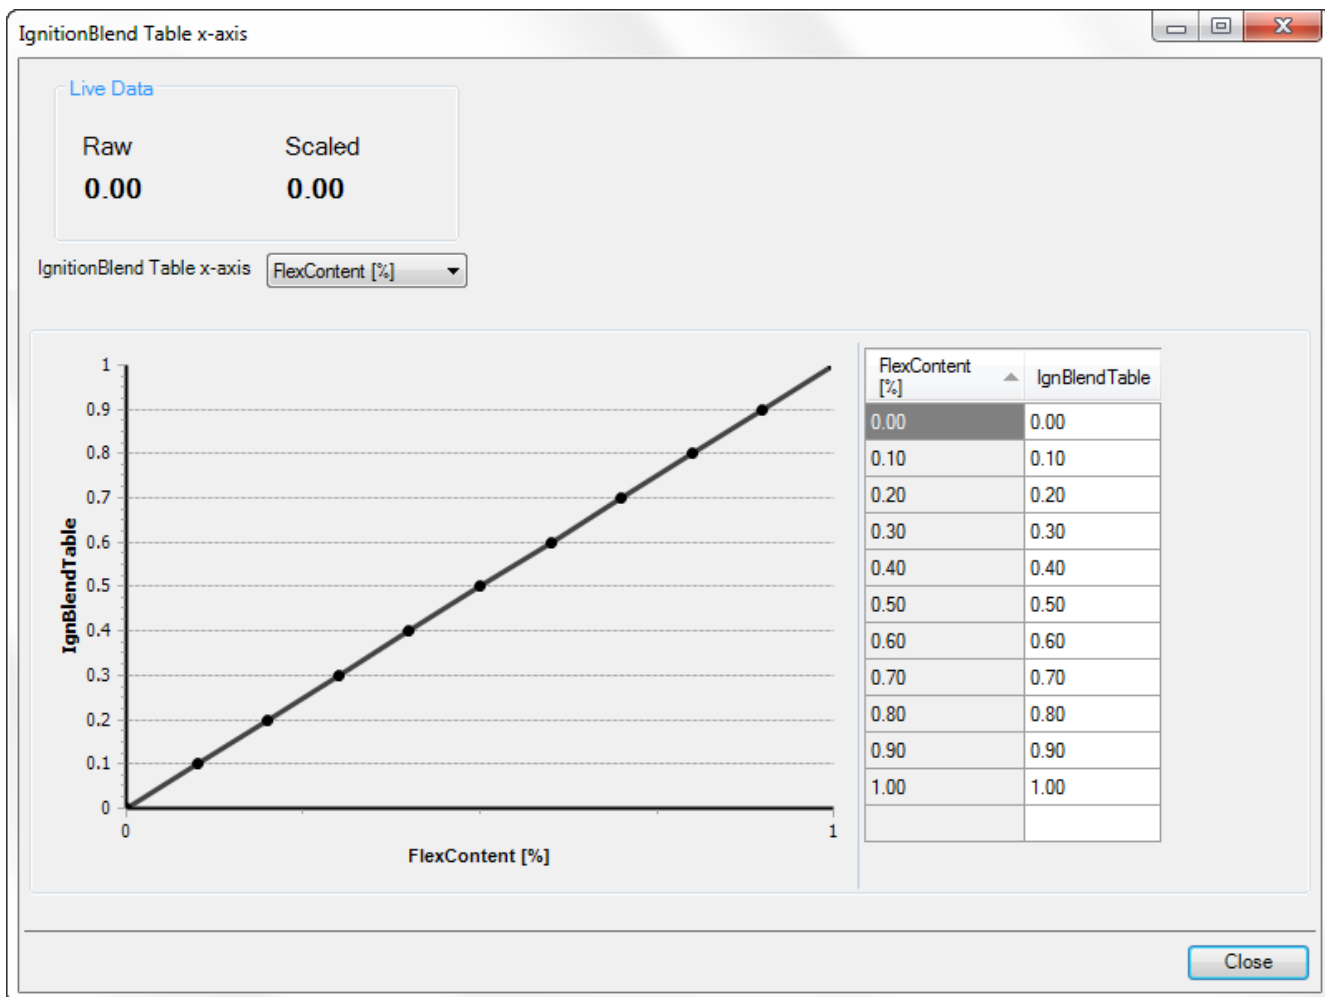 IgnitionBlend Table x-axis
Live Data
Raw Scaled
0.00 0.00
IgnitionBlend Table x-axis FlexContent [%]
1
0.9
0.8
0.7
0.6
0.5
0.4
0.3
0.2
0.1
0
IgnBlendTable
0 1
FlexContent [%]
FlexContent
[%] IgnBlendTable
0.00 0.00
0.10 0.10
0.20 0.20
0.30 0.30
0.40 0.40
0.50 0.50
0.60 0.60
0.70 0.70
0.80 0.80
0.90 0.90
1.00 1.00
Close